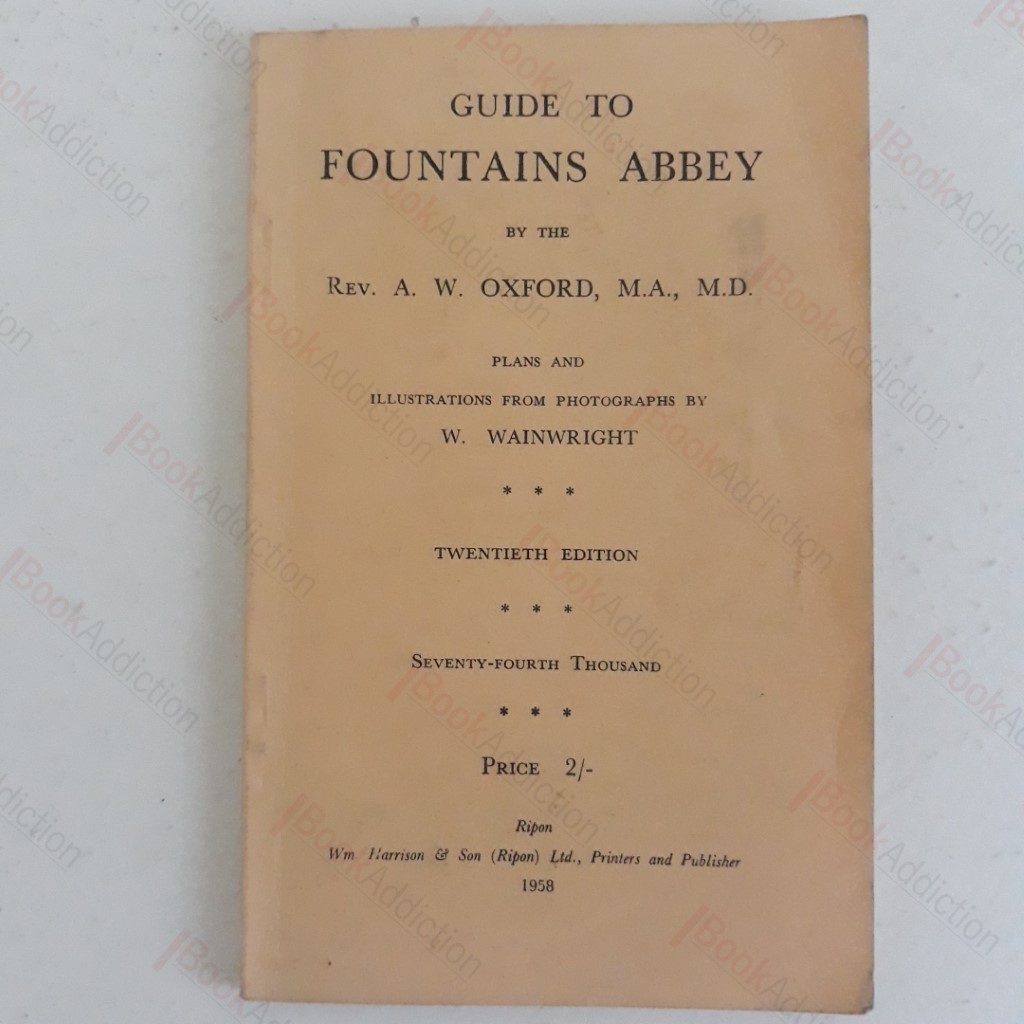 GUIDE TO
FOUNTAINS ABBEY
BY THE
REV. A. W. OXFORD, M.A., M.D.
PLANS AND
ILLUSTRATIONS FROM PHOTOGRAPHS BY
W. WAINWRIGHT
* * *
TWENTIETH EDITION
* * *
SEVENTY-FOURTH THOUSAND
* * *
PRICE 2/-
Ripon
Wm Harrison & Son (Ripon) Ltd., Printers and Publisher
1958
BookAddiction